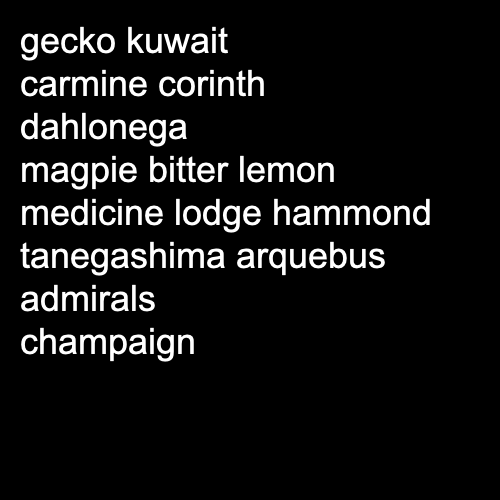 gecko kuwait
carmine corinth
dahlonega
magpie bitter lemon
medicine lodge hammond
tanegashima arquebus
admirals
champaign